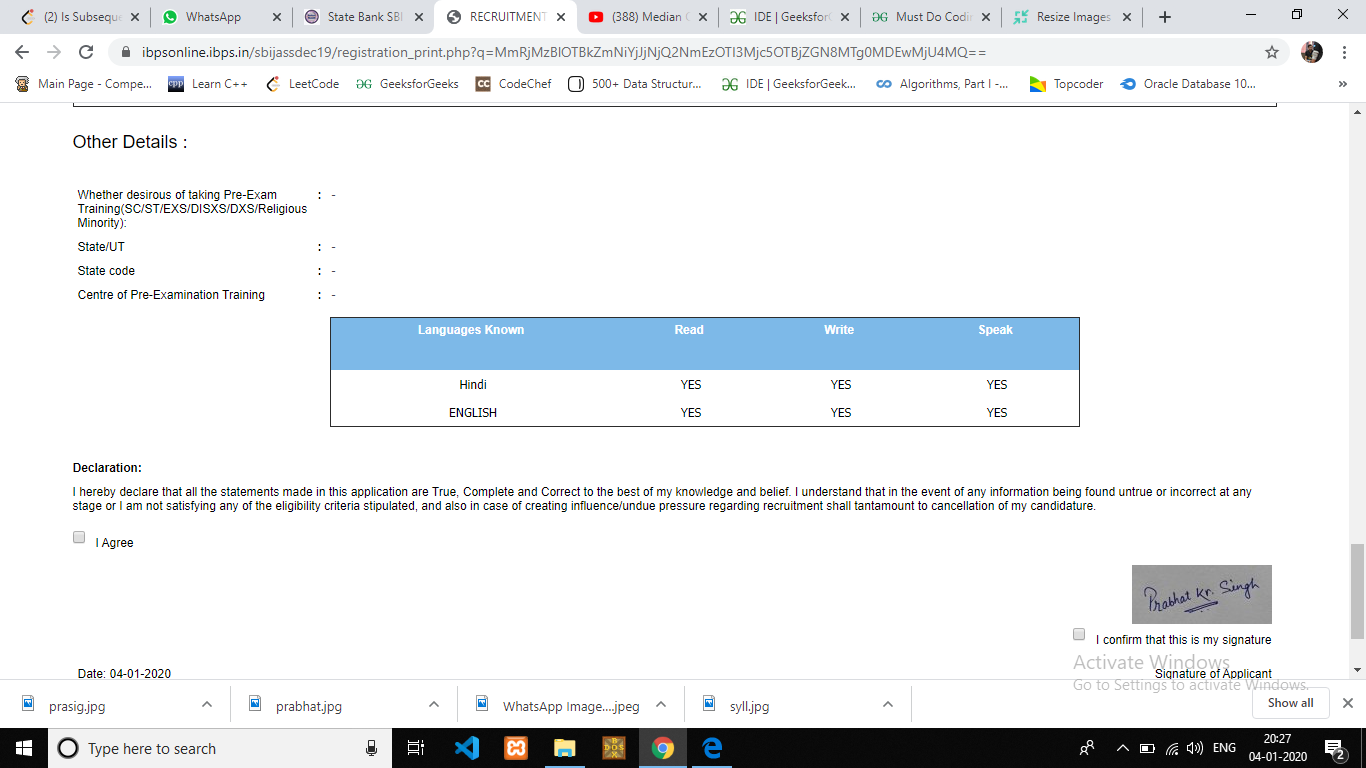 (2) Is Subseque
WhatsApp
State Bank SBI
RECRUITMENT
(388) Median
IDE | Geeksfor
Must Do Codin
Resize Images
ibpsonline.ibps.in/sbijassdec19/registration_print.php?q=MmRjMzBlOTBkZmNiYjJjNjQ2NmEzOTI3Mjc5OTBjZGN8MTg0MDEwMjU4MQ==
Main Page - Compe...
Learn C++
LeetCode
GeeksforGeeks
CodeChef
500+ Data Structur...
IDE | GeeksforGeek...
Algorithms, Part I -...
Topcoder
Oracle Database 10...
»
Other Details :
Whether desirous of taking Pre-Exam : -
Training(SC/ST/EXS/DISXS/DXS/Religious
Minority):
State/UT : -
State code : -
Centre of Pre-Examination Training : -
Languages Known Read Write Speak
Hindi YES YES YES
ENGLISH YES YES YES
Declaration:
I hereby declare that all the statements made in this application are True, Complete and Correct to the best of my knowledge and belief. I understand that in the event of any information being found untrue or incorrect at any
stage or I am not satisfying any of the eligibility criteria stipulated, and also in case of creating influence/undue pressure regarding recruitment shall tantamount to cancellation of my candidature.
I Agree
Prabhat Kr. Singh
I confirm that this is my signature
Date: 04-01-2020
Signature of Applicant
Activate Windows
Go to Settings to activate Windows.
prasig.jpg
prabhat.jpg
WhatsApp Image....jpeg
syll.jpg
Show all
Type here to search
ENG
20:27
04-01-2020
2